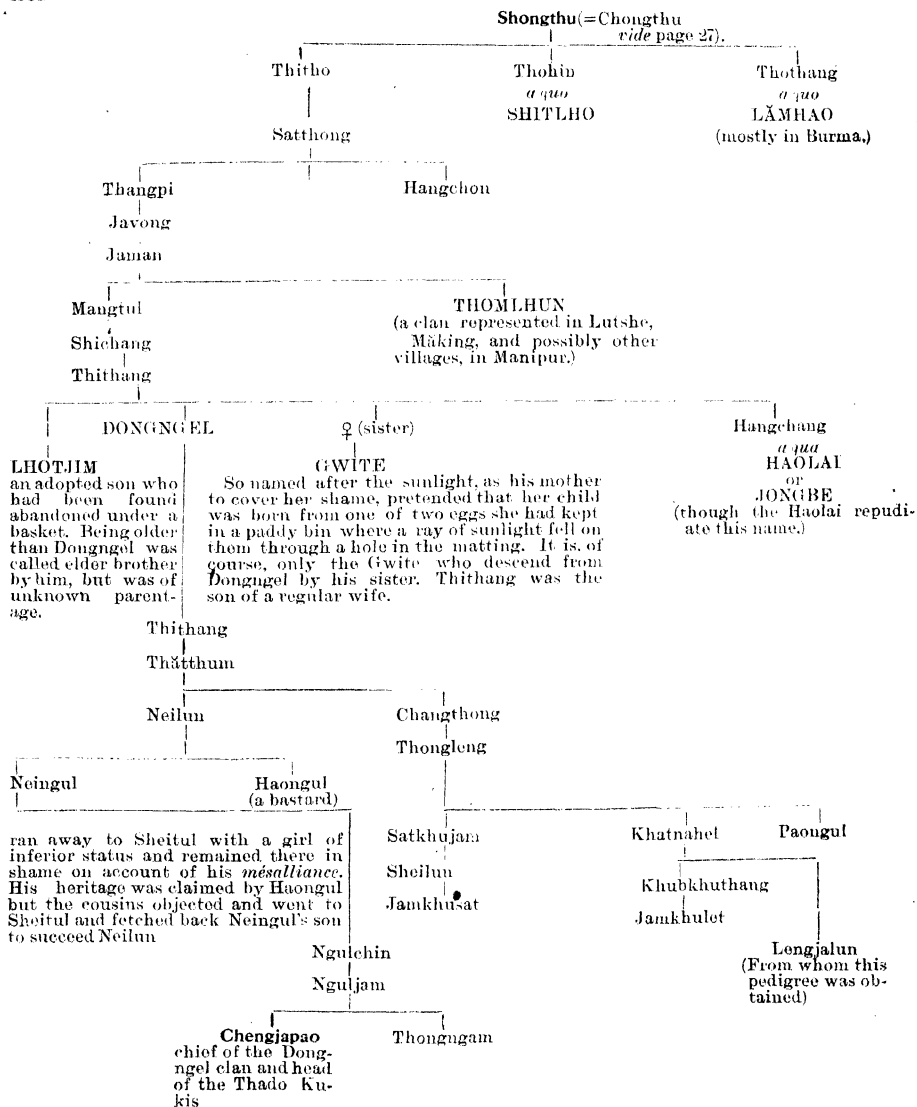 Shongthu (=Chongthu
vide page 27).
Thitho Thohin Thothang
a quo a quo
SHITLHO LĂMHAO
(mostly in Burma.)
Satthong
Thangpi Hangchon
Javong
Jaman
Mangtul THOMLHUN
(a clan represented in Lutshe,
Măking, and possibly other
villages, in Manipur.)
Shichang
Thithang
DONGNGEL ♀ (sister) Hangchang
a qua
HAOLAI
or
JONGBE
(though the Haolai repudi-
ate this name.)
LHOTJIM
an adopted son who
had been found
abandoned under a
basket. Being older
than Dongngel was
called elder brother
by him, but was of
unknown parent-
age.
GWITE
So named after the sunlight, as his mother
to cover her shame, pretended that her child
was born from one of two eggs she had kept
in a paddy bin where a ray of sunlight fell on
them through a hole in the matting. It is, of
course, only the Gwite who descend from
Dongngel by his sister. Thithang was the
son of a regular wife.
Thithang
Thătthum
Neilun Changthong
Thongleng
Neingul Haongul
(a bastard)
ran away to Sheitul with a girl of
inferior status and remained there in
shame on account of his mésalliance.
His heritage was claimed by Haongul
but the cousins objected and went to
Sheitul and fetched back Neingul's son
to succeed Neilun
Satkhujam Khatnahel Paougul
Sheilun Khubkhuthang
Jamkhusat Jamkhulet
Lengjalun
(From whom this
pedigree was ob-
tained)
Ngulchin
Nguljam
Chengjapao Thongngam
chief of the Dong-
ngel clan and head
of the Thado Ku-
kis